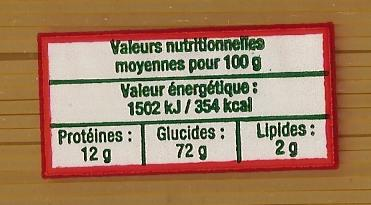 Valeurs nutritionnelles
moyennes pour 100 g
Valeur énergétique :
1502 kJ / 354 kcal
Protéines : Glucides : Lipides :
12 g 72 g 2 g